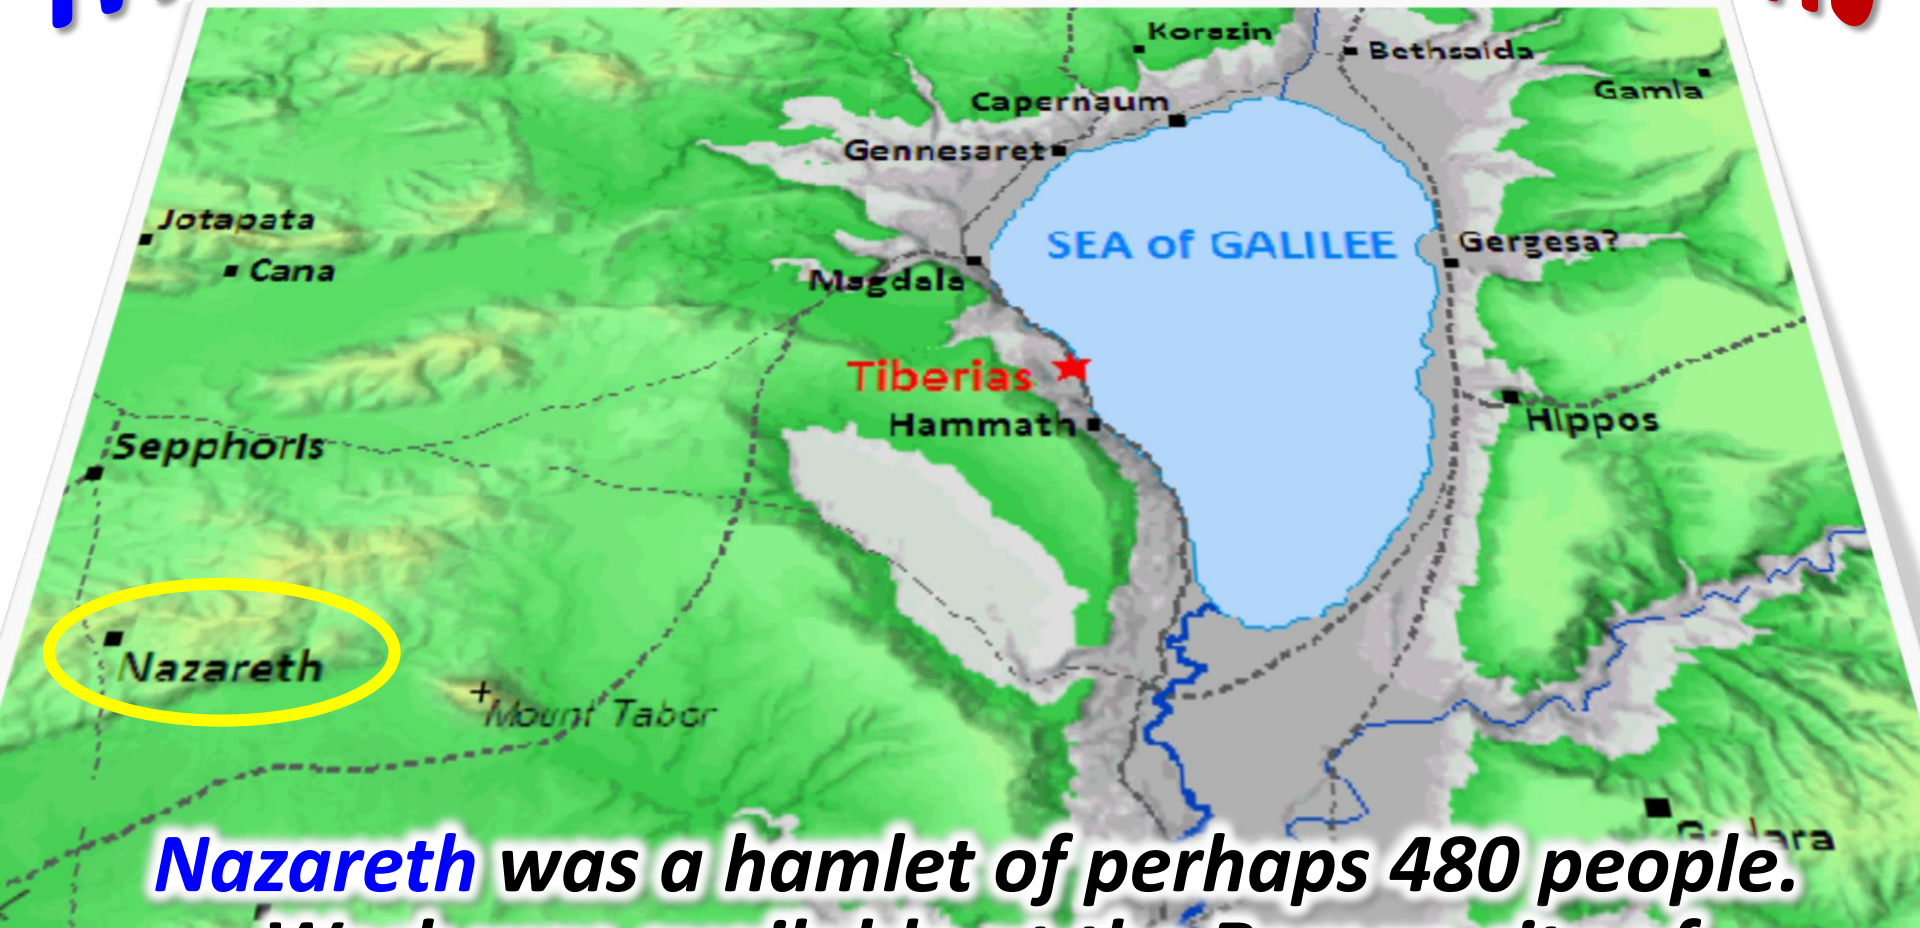 Korazin
Bethsaida
Gamla
Capernaum
Gennesaret
Jotapata
Cana
SEA of GALILEE
Gergesa?
Magdala
Tiberias
Hammath
Hippos
Sepphoris
Nazareth
Mount Tabor
Nazareth was a hamlet of perhaps 480 people.